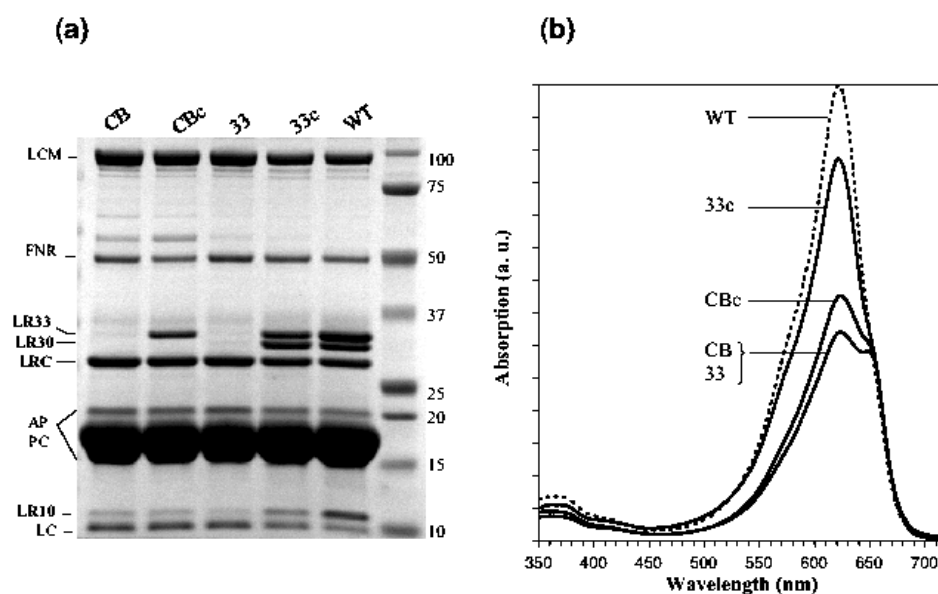 (a)
CB CBc 33 33c WT
LCM
FNR
LR33
LR30
LRC
AP
PC
LR10
LC
100
75
50
37
25
20
15
10
(b)
Absorption (a. u.)
WT
33c
CBc
CB
33
350 400 450 500 550 600 650 700
Wavelength (nm)